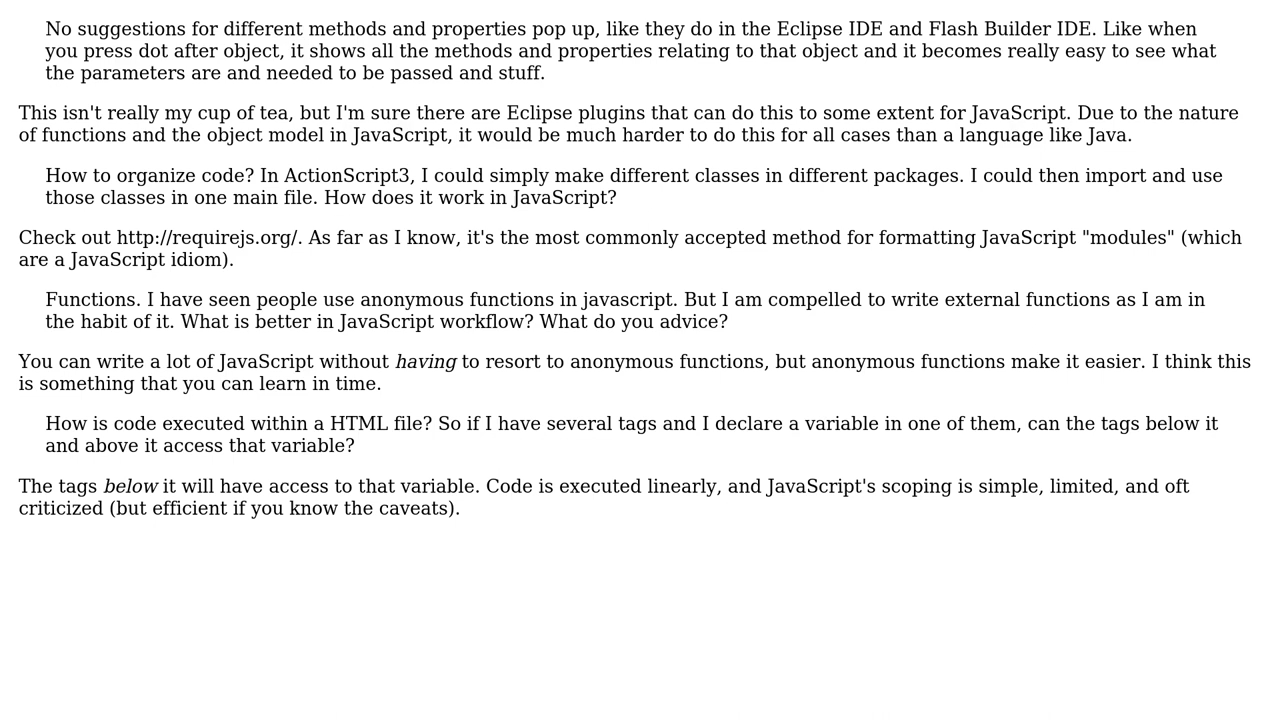 No suggestions for different methods and properties pop up, like they do in the Eclipse IDE and Flash Builder IDE. Like when
you press dot after object, it shows all the methods and properties relating to that object and it becomes really easy to see what
the parameters are and needed to be passed and stuff.
This isn't really my cup of tea, but I'm sure there are Eclipse plugins that can do this to some extent for JavaScript. Due to the nature
of functions and the object model in JavaScript, it would be much harder to do this for all cases than a language like Java.
How to organize code? In ActionScript3, I could simply make different classes in different packages. I could then import and use
those classes in one main file. How does it work in JavaScript?
Check out http://requirejs.org/. As far as I know, it's the most commonly accepted method for formatting JavaScript "modules" (which
are a JavaScript idiom).
Functions. I have seen people use anonymous functions in javascript. But I am compelled to write external functions as I am in
the habit of it. What is better in JavaScript workflow? What do you advice?
You can write a lot of JavaScript without having to resort to anonymous functions, but anonymous functions make it easier. I think this
is something that you can learn in time.
How is code executed within a HTML file? So if I have several tags and I declare a variable in one of them, can the tags below it
and above it access that variable?
The tags below it will have access to that variable. Code is executed linearly, and JavaScript's scoping is simple, limited, and oft
criticized (but efficient if you know the caveats).